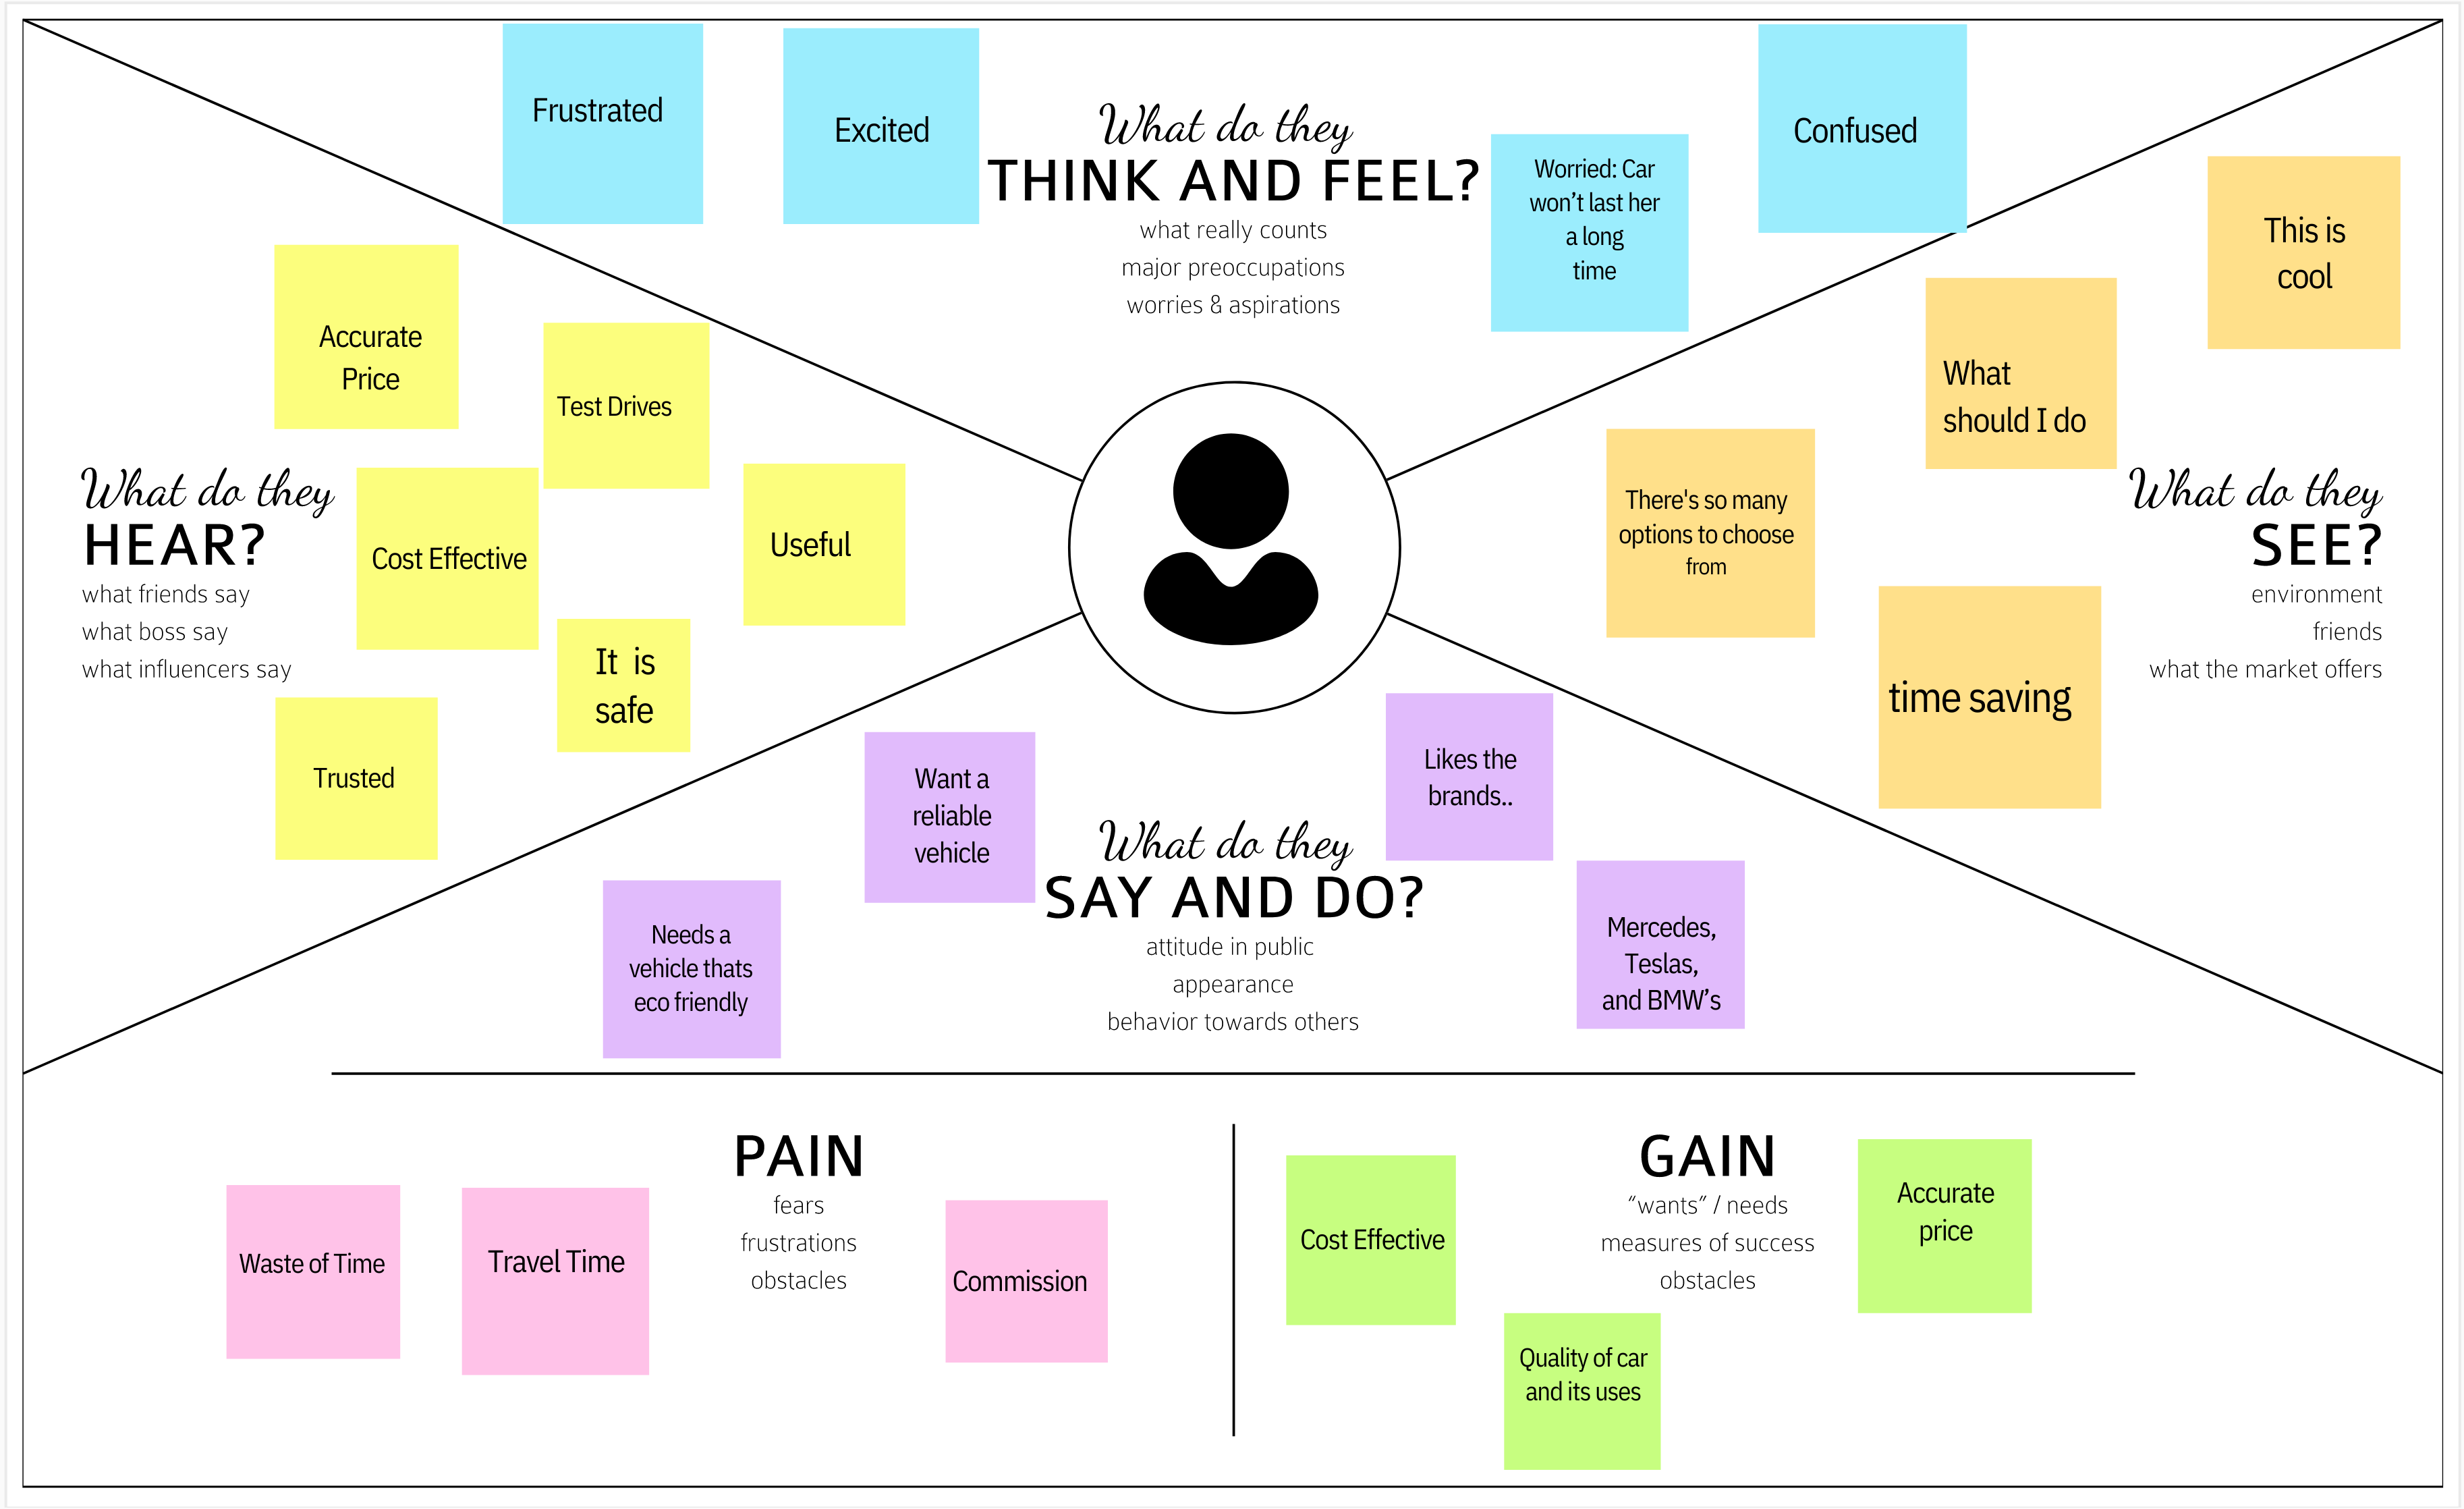 Frustrated
Excited
What do they
THINK AND FEEL?
what really counts
major preoccupations
worries & aspirations
Worried: Car
won’t last her
a long
time
Confused
Accurate
Price
Test Drives
What do they
HEAR?
what friends say
what boss say
what influencers say
Cost Effective
Useful
It is
safe
Trusted
This is
cool
What
should I do
There's so many
options to choose
from
What do they
SEE?
environment
friends
what the market offers
time saving
Want a
reliable
vehicle
Likes the
brands..
What do they
SAY AND DO?
attitude in public
appearance
behavior towards others
Needs a
vehicle thats
eco friendly
Mercedes,
Teslas,
and BMW’s
PAIN
fears
frustrations
obstacles
Waste of Time
Travel Time
Commission
GAIN
“wants” / needs
measures of success
obstacles
Cost Effective
Accurate
price
Quality of car
and its uses